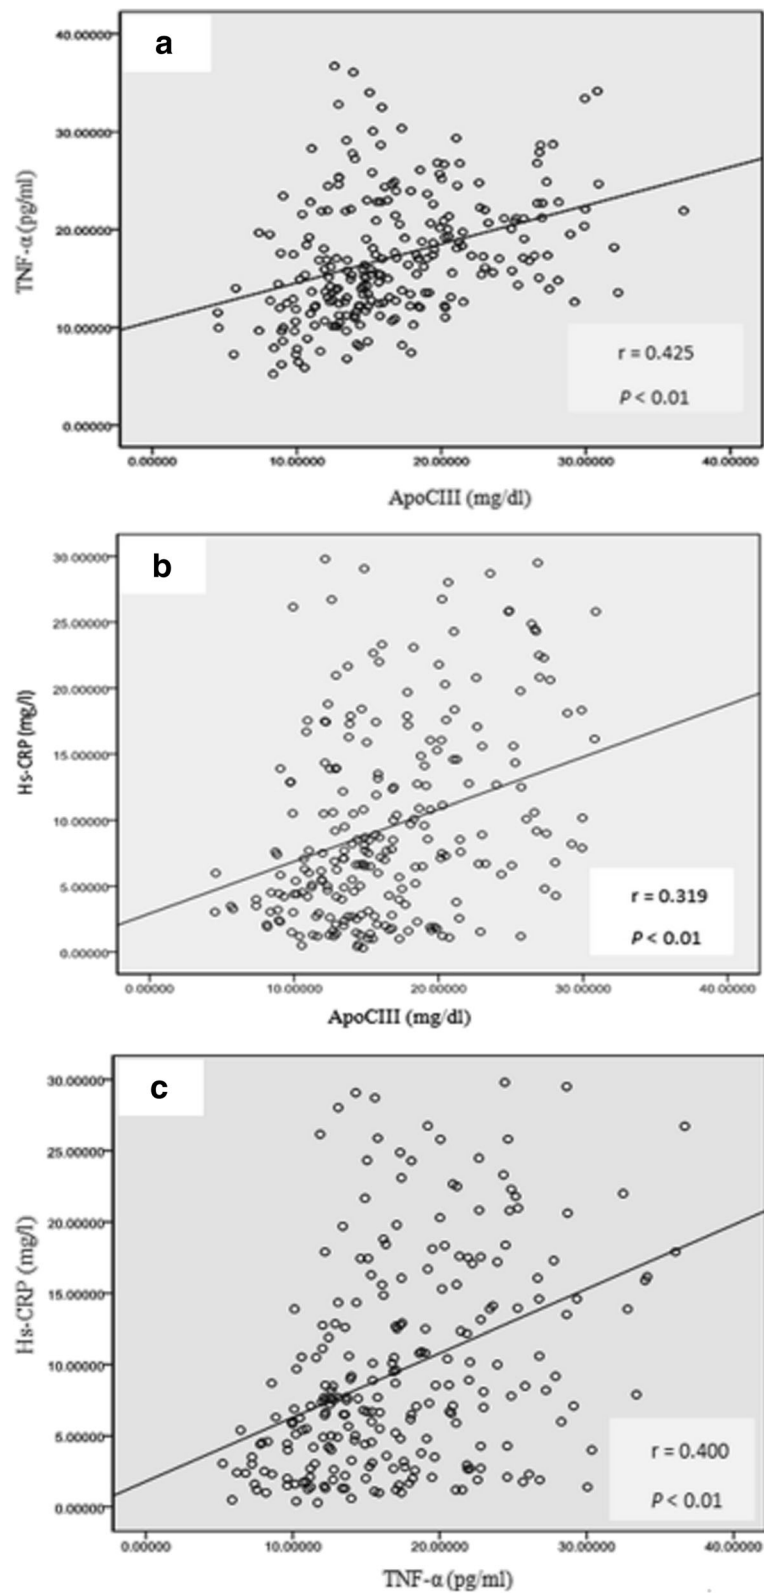 a
40.00000
30.00000
20.00000
10.00000
0.00000
TNF-α (pg/ml)
r = 0.425
P < 0.01
0.00000 10.00000 20.00000 30.00000 40.00000
ApoCIII (mg/dl)
b
30.00000
25.00000
20.00000
15.00000
10.00000
5.00000
0.00000
Hs-CRP (mg/l)
r = 0.319
P < 0.01
0.00000 10.00000 20.00000 30.00000 40.00000
ApoCIII (mg/dl)
c
30.00000
25.00000
20.00000
15.00000
10.00000
5.00000
0.00000
Hs-CRP (mg/l)
r = 0.400
P < 0.01
0.00000 10.00000 20.00000 30.00000 40.00000
TNF-α (pg/ml)